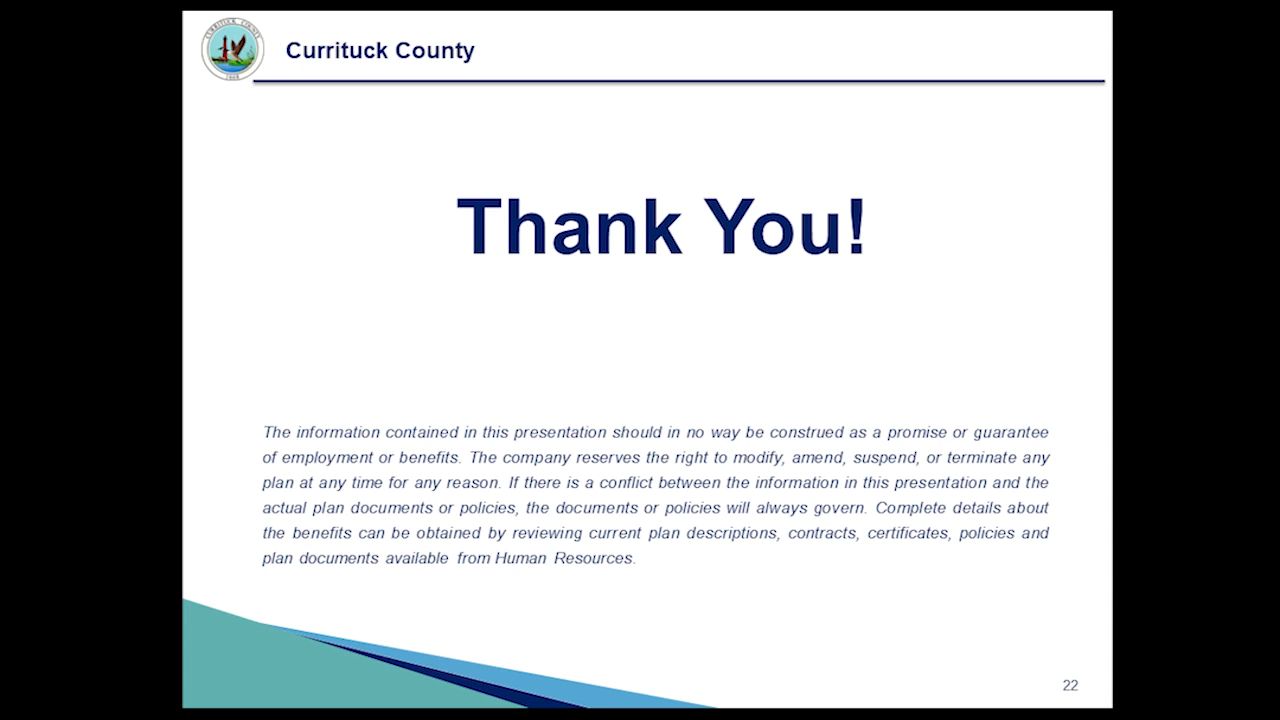 CURRITUCK COUNTY
1668
Currituck County
Thank You!
The information contained in this presentation should in no way be construed as a promise or guarantee
of employment or benefits. The company reserves the right to modify, amend, suspend, or terminate any
plan at any time for any reason. If there is a conflict between the information in this presentation and the
actual plan documents or policies, the documents or policies will always govern. Complete details about
the benefits can be obtained by reviewing current plan descriptions, contracts, certificates, policies and
plan documents available from Human Resources.
22